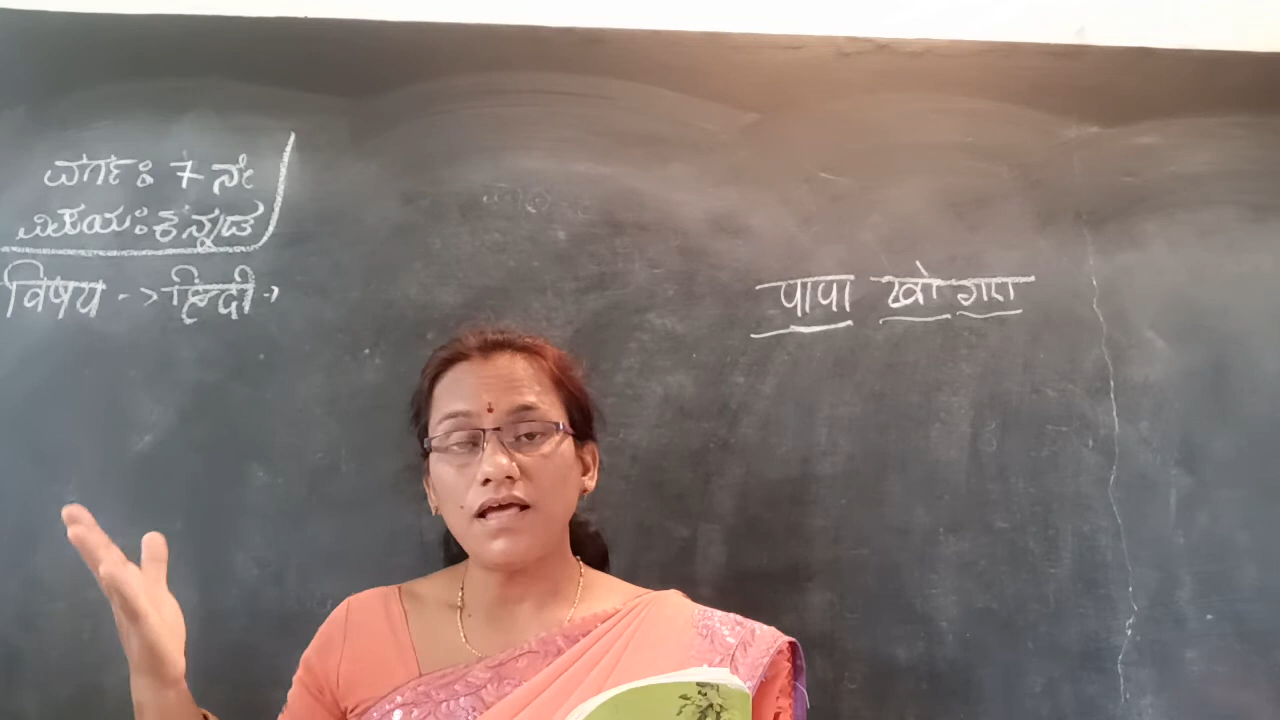 ವರ್ಗ: 7 ನೇ
ವಿಷಯ: ಕನ್ನಡ
विषय -> हिंदी ->
पापा खो गए